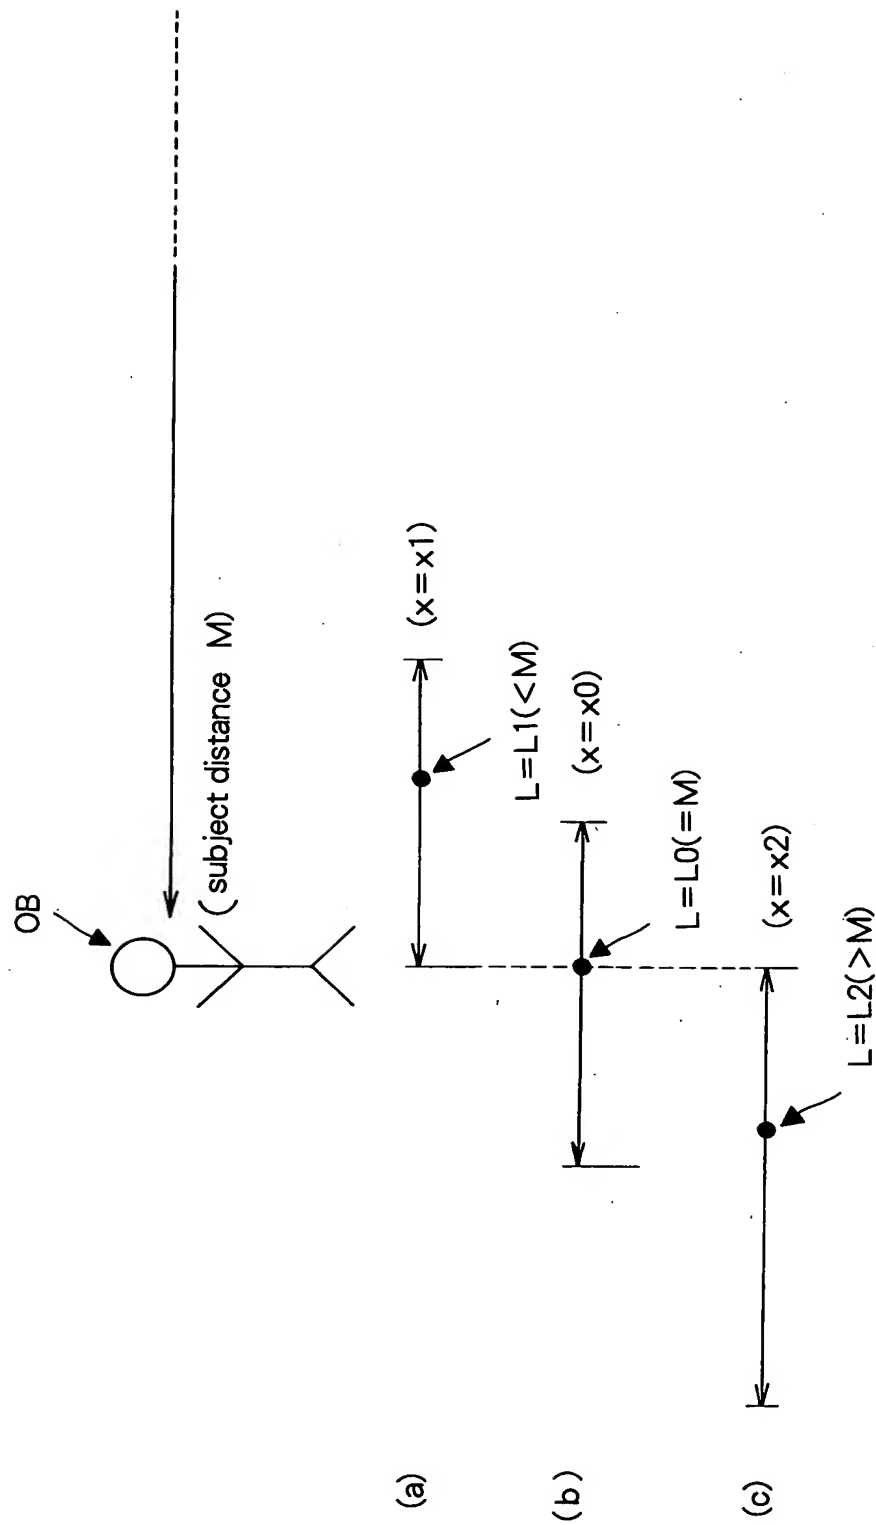 OB
( subject distance M)
(a)
(x=x1)
L=L1(<M)
(b)
(x=x0)
L=L0(=M)
(c)
(x=x2)
L=L2(>M)